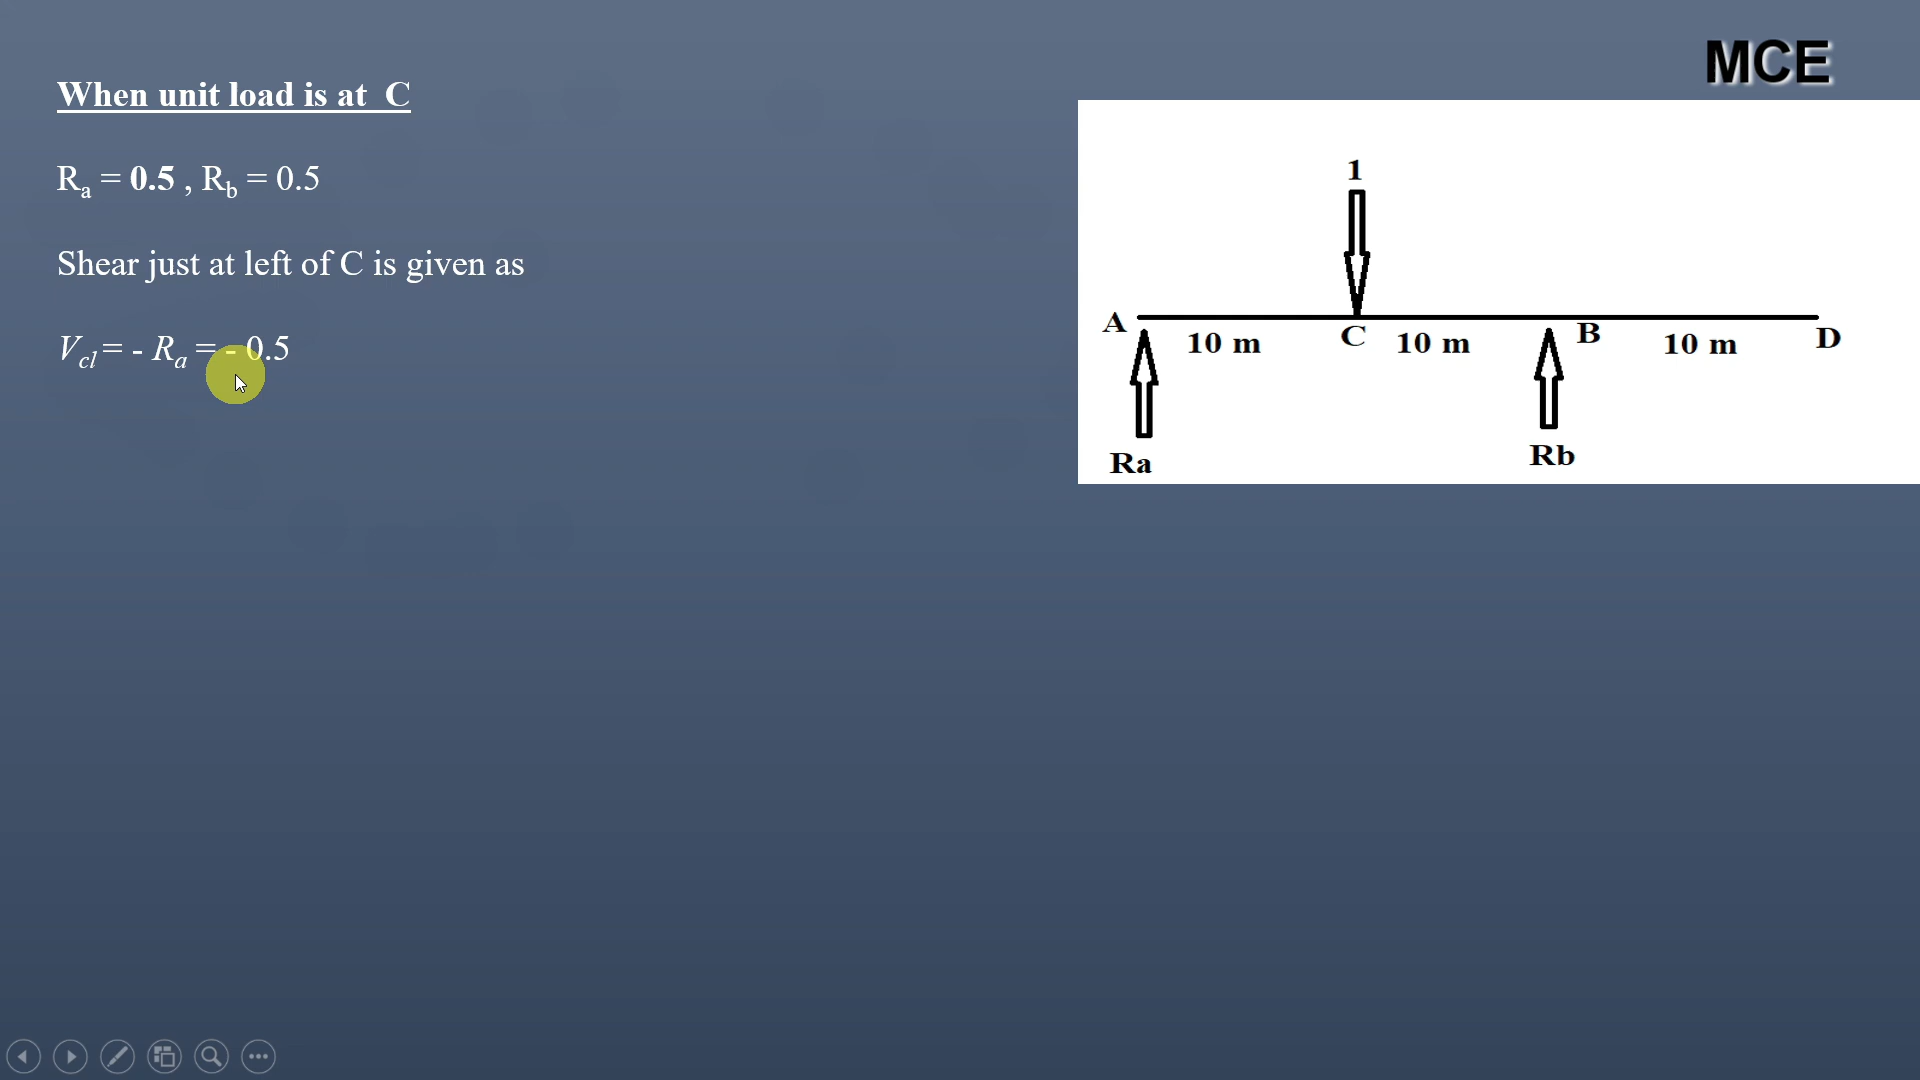 MCE
When unit load is at C
Ra = 0.5 , Rb = 0.5
Shear just at left of C is given as
Vcl= - Ra = - 0.5
1
A 10 m C 10 m B 10 m D
Ra Rb